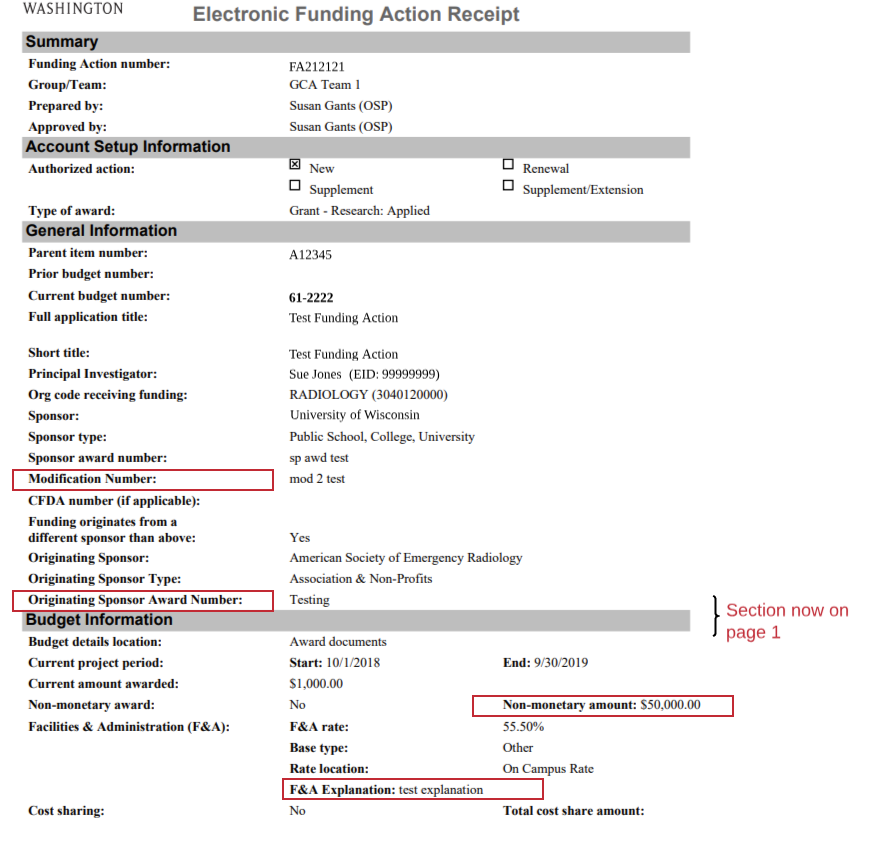 WASHINGTON
Electronic Funding Action Receipt
Summary
Funding Action number: FA212121
Group/Team: GCA Team 1
Prepared by: Susan Gants (OSP)
Approved by: Susan Gants (OSP)
Account Setup Information
Authorized action: ☒ New ☐ Renewal
☐ Supplement ☐ Supplement/Extension
Type of award: Grant - Research: Applied
General Information
Parent item number: A12345
Prior budget number:
Current budget number: 61-2222
Full application title: Test Funding Action
Short title: Test Funding Action
Principal Investigator: Sue Jones (EID: 99999999)
Org code receiving funding: RADIOLOGY (3040120000)
Sponsor: University of Wisconsin
Sponsor type: Public School, College, University
Sponsor award number: sp awd test
Modification Number: mod 2 test
CFDA number (if applicable):
Funding originates from a
different sponsor than above: Yes
Originating Sponsor: American Society of Emergency Radiology
Originating Sponsor Type: Association & Non-Profits
Originating Sponsor Award Number: Testing
Budget Information
Section now on
page 1
Budget details location: Award documents
Current project period: Start: 10/1/2018 End: 9/30/2019
Current amount awarded: $1,000.00
Non-monetary award: No Non-monetary amount: $50,000.00
Facilities & Administration (F&A): F&A rate: 55.50%
Base type: Other
Rate location: On Campus Rate
F&A Explanation: test explanation
Cost sharing: No Total cost share amount: